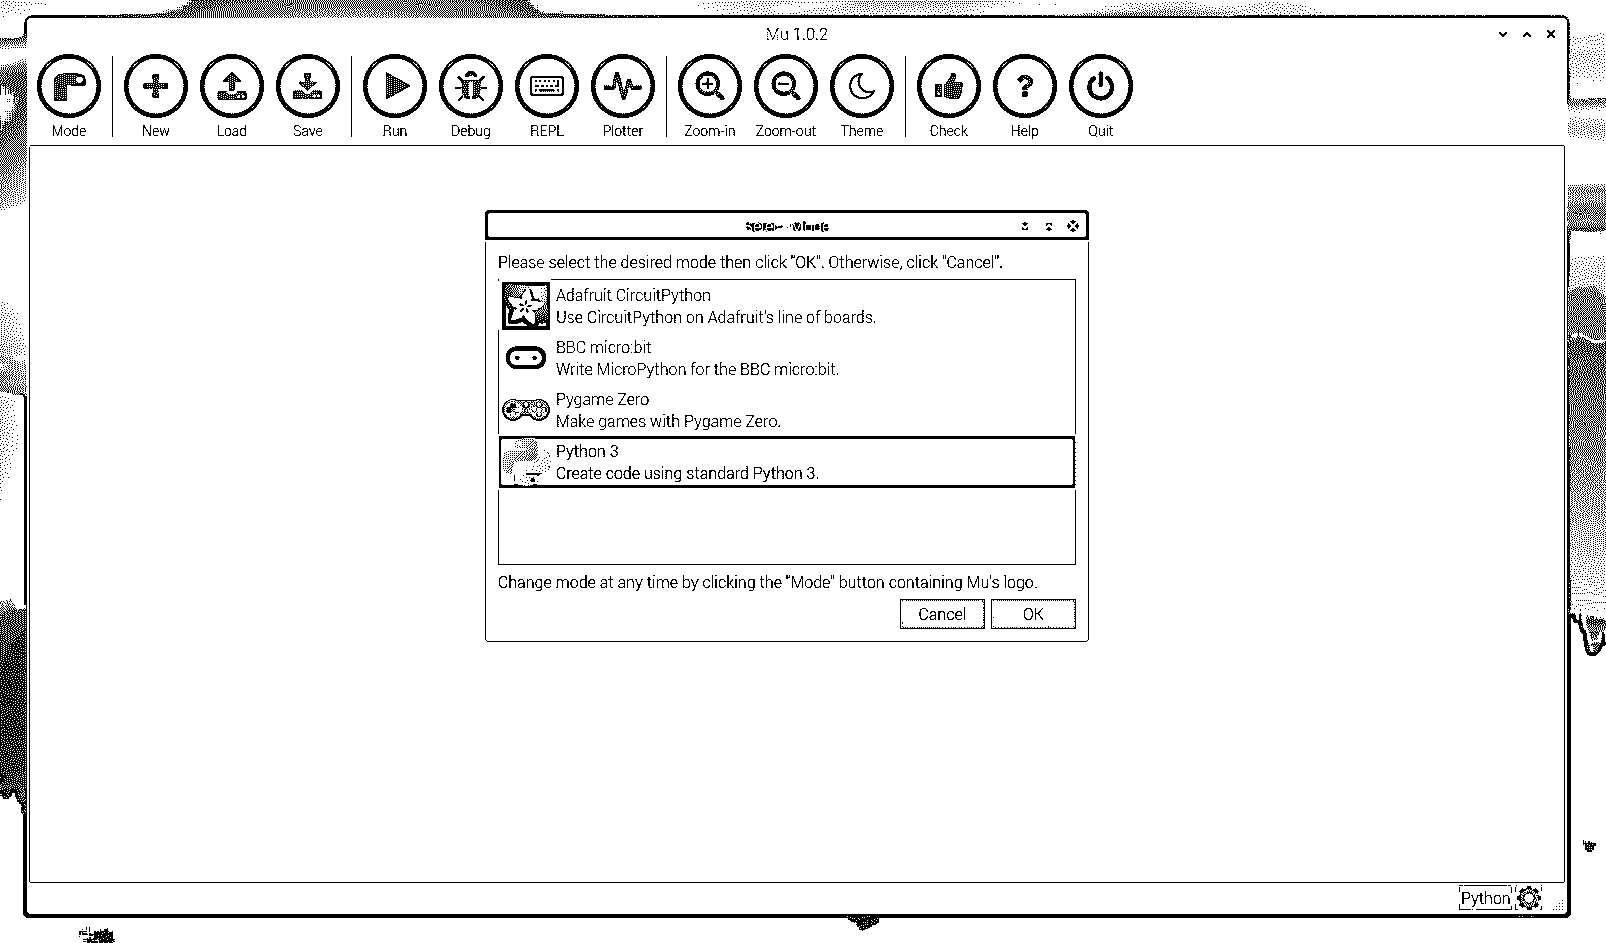 Mu 1.0.2
Mode New Load Save Run Debug REPL Plotter Zoom-in Zoom-out Theme Check Help Quit
Please select the desired mode then click "OK". Otherwise, click "Cancel".
Adafruit CircuitPython
Use CircuitPython on Adafruit's line of boards.
BBC micro:bit
Write MicroPython for the BBC micro:bit.
Pygame Zero
Make games with Pygame Zero.
Python 3
Create code using standard Python 3.
Change mode at any time by clicking the "Mode" button containing Mu's logo.
Cancel OK
Python